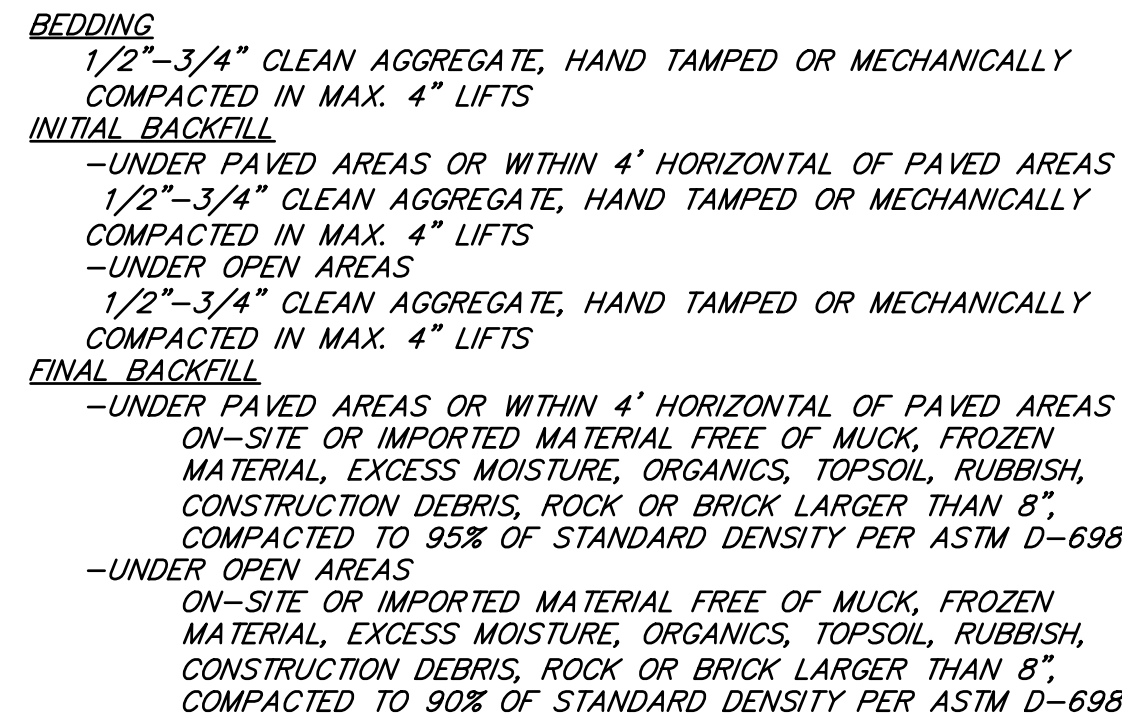 BEDDING
1/2"-3/4" CLEAN AGGREGATE, HAND TAMPED OR MECHANICALLY
COMPACTED IN MAX. 4" LIFTS
INITIAL BACKFILL
-UNDER PAVED AREAS OR WITHIN 4' HORIZONTAL OF PAVED AREAS
1/2"-3/4" CLEAN AGGREGATE, HAND TAMPED OR MECHANICALLY
COMPACTED IN MAX. 4" LIFTS
-UNDER OPEN AREAS
1/2"-3/4" CLEAN AGGREGATE, HAND TAMPED OR MECHANICALLY
COMPACTED IN MAX. 4" LIFTS
FINAL BACKFILL
-UNDER PAVED AREAS OR WITHIN 4' HORIZONTAL OF PAVED AREAS
ON-SITE OR IMPORTED MATERIAL FREE OF MUCK, FROZEN
MATERIAL, EXCESS MOISTURE, ORGANICS, TOPSOIL, RUBBISH,
CONSTRUCTION DEBRIS, ROCK OR BRICK LARGER THAN 8",
COMPACTED TO 95% OF STANDARD DENSITY PER ASTM D-698
-UNDER OPEN AREAS
ON-SITE OR IMPORTED MATERIAL FREE OF MUCK, FROZEN
MATERIAL, EXCESS MOISTURE, ORGANICS, TOPSOIL, RUBBISH,
CONSTRUCTION DEBRIS, ROCK OR BRICK LARGER THAN 8",
COMPACTED TO 90% OF STANDARD DENSITY PER ASTM D-698